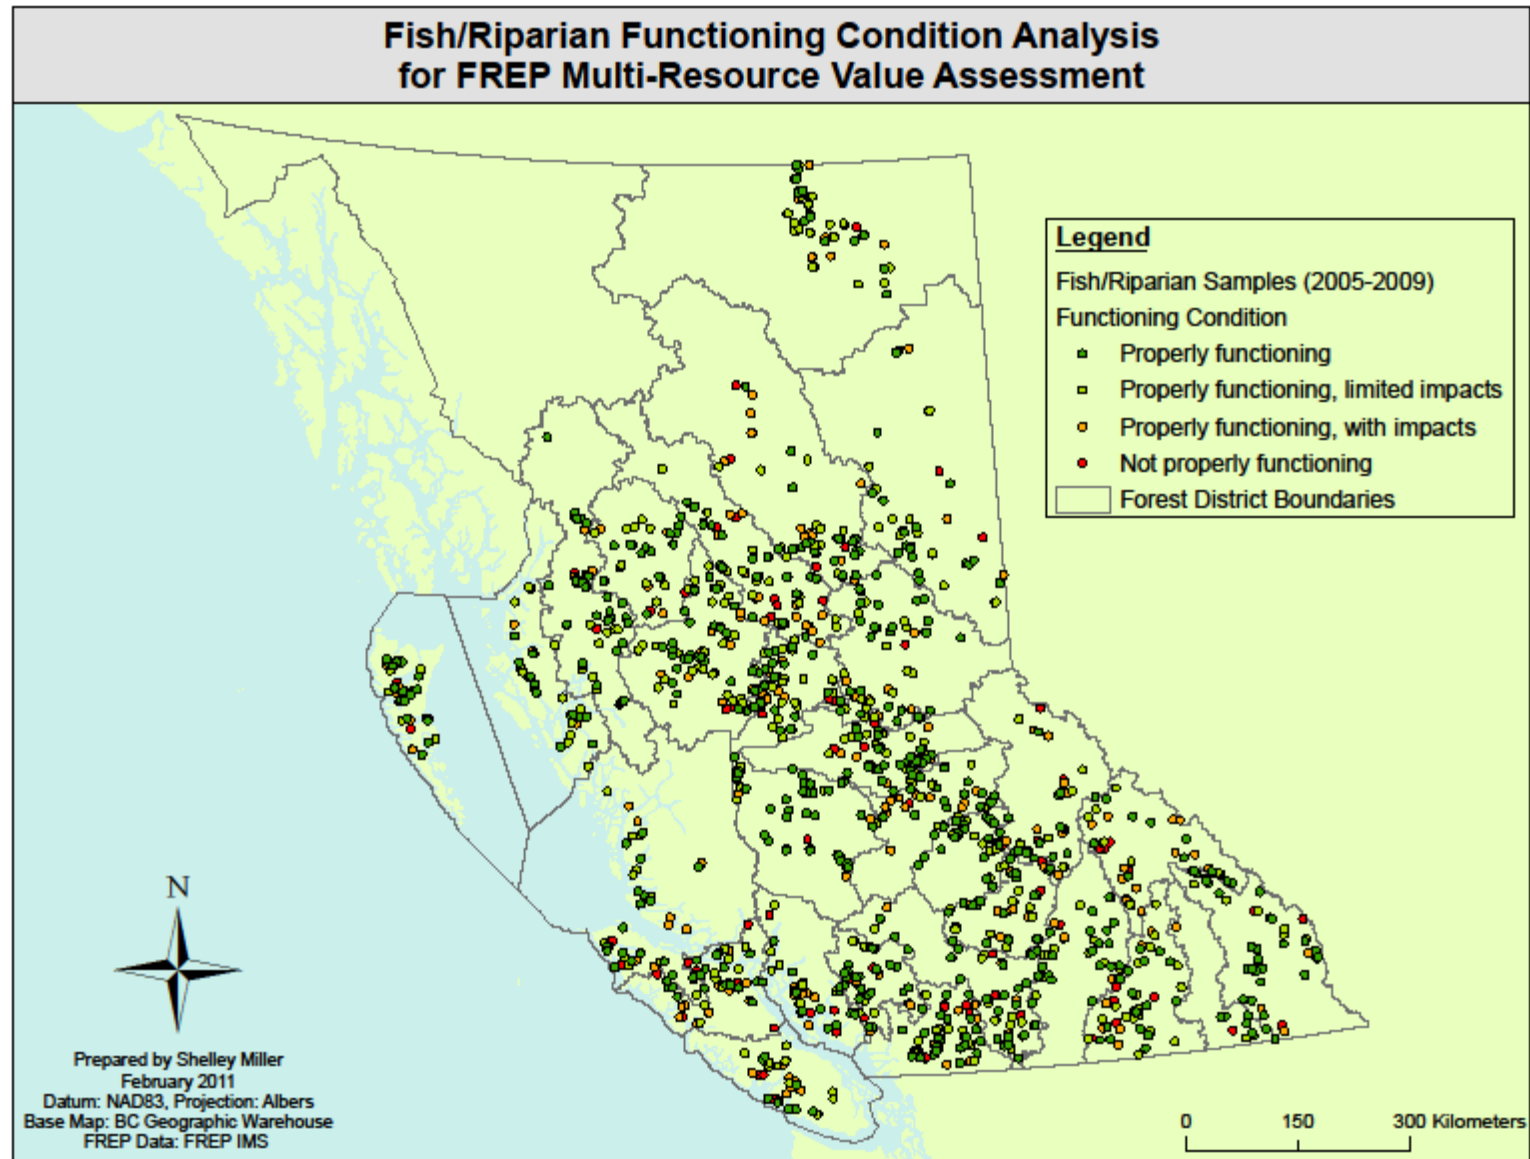 Fish/Riparian Functioning Condition Analysis
for FREP Multi-Resource Value Assessment
Legend
Fish/Riparian Samples (2005-2009)
Functioning Condition
Properly functioning
Properly functioning, limited impacts
Properly functioning, with impacts
Not properly functioning
Forest District Boundaries
N
Prepared by Shelley Miller
February 2011
Datum: NAD83, Projection: Albers
Base Map: BC Geographic Warehouse
FREP Data: FREP IMS
0 150 300 Kilometers